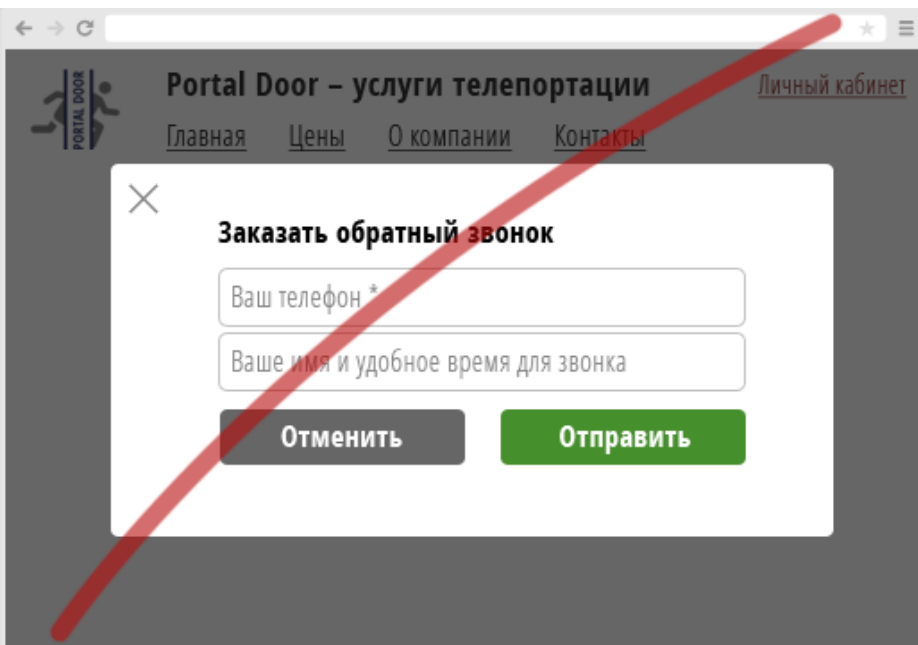 PORTAL DOOR
Portal Door – услуги телепортации
Личный кабинет
Главная Цены О компании Контакты
Заказать обратный звонок
Ваш телефон *
Ваше имя и удобное время для звонка
Отменить Отправить